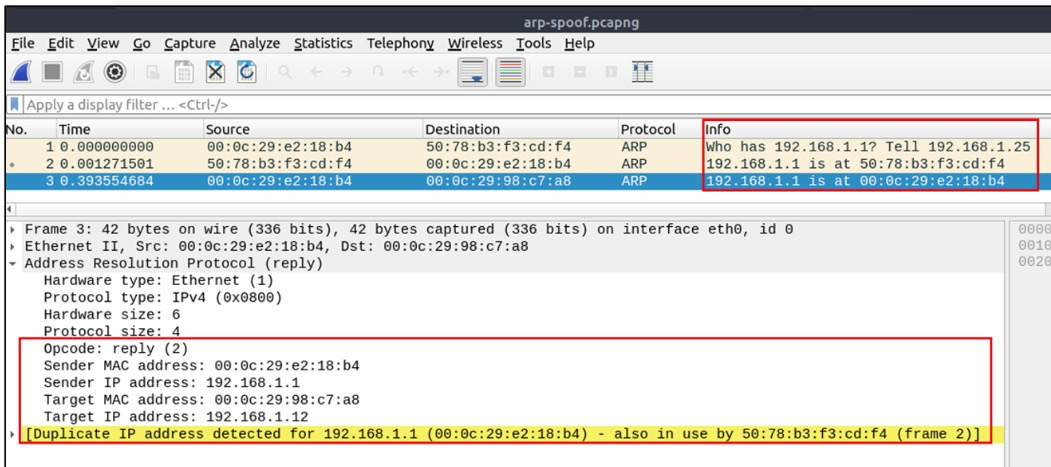 arp-spoof.pcapng
File Edit View Go Capture Analyze Statistics Telephony Wireless Tools Help
Apply a display filter … <Ctrl-/>
No. Time Source Destination Protocol Info
1 0.000000000 00:0c:29:e2:18:b4 50:78:b3:f3:cd:f4 ARP Who has 192.168.1.1? Tell 192.168.1.25
2 0.001271501 50:78:b3:f3:cd:f4 00:0c:29:e2:18:b4 ARP 192.168.1.1 is at 50:78:b3:f3:cd:f4
3 0.393554684 00:0c:29:e2:18:b4 00:0c:29:98:c7:a8 ARP 192.168.1.1 is at 00:0c:29:e2:18:b4
Frame 3: 42 bytes on wire (336 bits), 42 bytes captured (336 bits) on interface eth0, id 0
Ethernet II, Src: 00:0c:29:e2:18:b4, Dst: 00:0c:29:98:c7:a8
Address Resolution Protocol (reply)
Hardware type: Ethernet (1)
Protocol type: IPv4 (0x0800)
Hardware size: 6
Protocol size: 4
Opcode: reply (2)
Sender MAC address: 00:0c:29:e2:18:b4
Sender IP address: 192.168.1.1
Target MAC address: 00:0c:29:98:c7:a8
Target IP address: 192.168.1.12
[Duplicate IP address detected for 192.168.1.1 (00:0c:29:e2:18:b4) - also in use by 50:78:b3:f3:cd:f4 (frame 2)]
0000
0010
0020